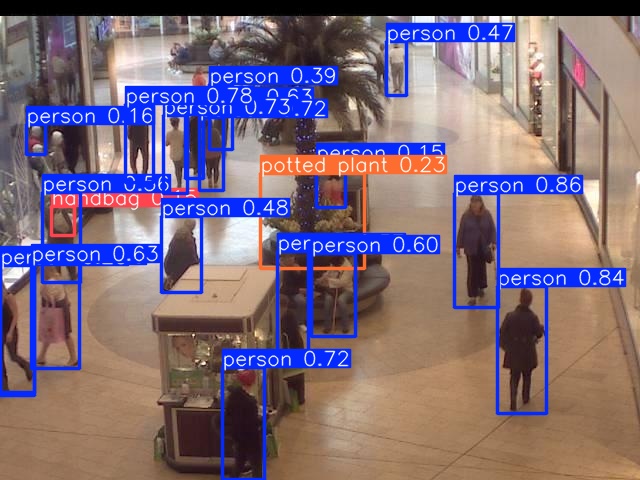 person 0.47
person 0.39
person 0.78
0.63
person 0.73
0.72
person 0.16
person 0.15
potted plant 0.23
person 0.56
handbag
person 0.86
person 0.48
person 0.63
person 0.60
person 0.84
person 0.72